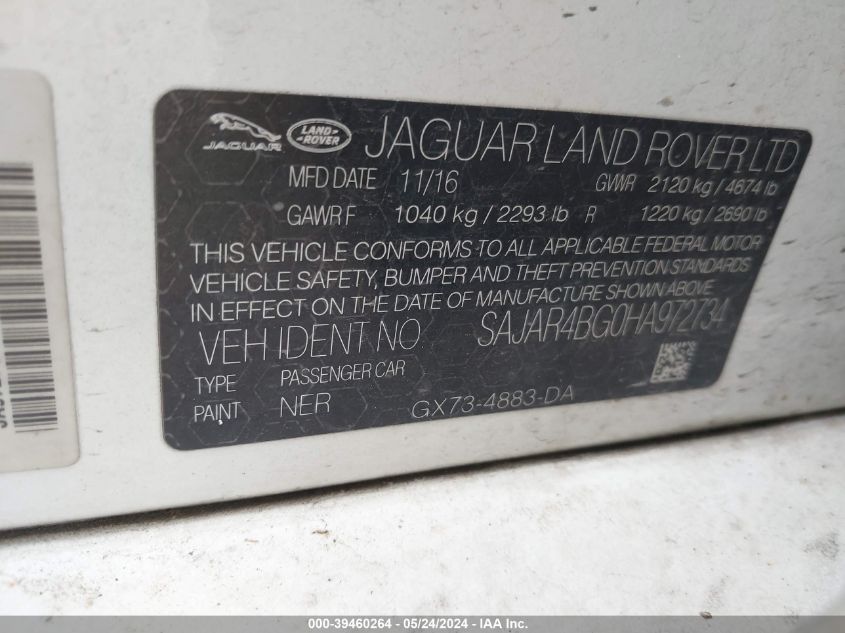 JAGUAR LAND ROVER JAGUAR LAND ROVER LTD
MFD DATE 11/16 GVWR 2120 kg / 4674 lb
GAWR F 1040 kg / 2293 lb R 1220 kg / 2690 lb
THIS VEHICLE CONFORMS TO ALL APPLICABLE FEDERAL MOTOR
VEHICLE SAFETY, BUMPER AND THEFT PREVENTION STANDARDS
IN EFFECT ON THE DATE OF MANUFACTURE SHOWN ABOVE.
VEH IDENT NO. SAJAR4BG0HA972734
TYPE PASSENGER CAR
PAINT NER GX73-4883-DA
000-39460264 - 05/24/2024 - IAA Inc.